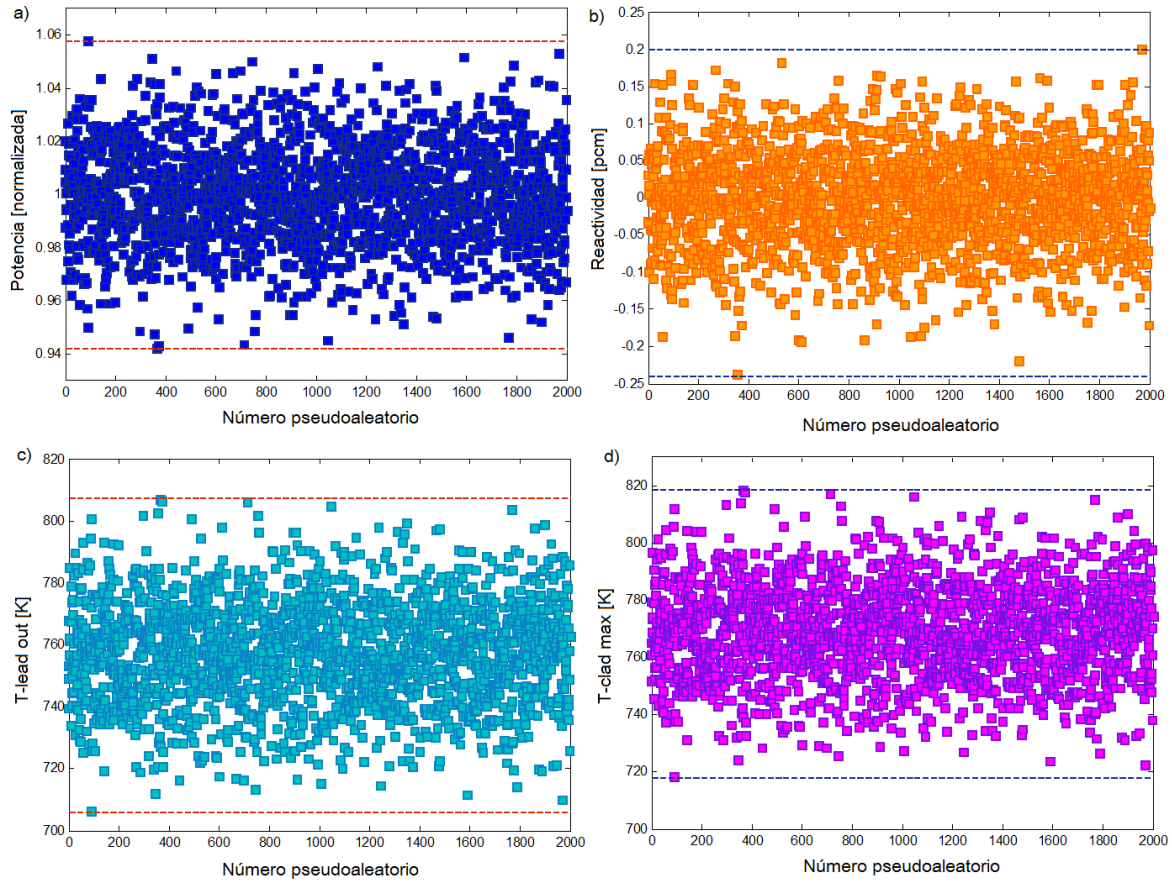 a)
1.06
1.04
1.02
1
0.98
0.96
0.94
Potencia [normalizada]
0 200 400 600 800 1000 1200 1400 1600 1800 2000
Número pseudoaleatorio
b)
0.25
0.2
0.15
0.1
0.05
0
-0.05
-0.1
-0.15
-0.2
-0.25
Reactividad [pcm]
0 200 400 600 800 1000 1200 1400 1600 1800 2000
Número pseudoaleatorio
c)
820
800
780
760
740
720
700
T-lead out [K]
0 200 400 600 800 1000 1200 1400 1600 1800 2000
Número pseudoaleatorio
d)
820
800
780
760
740
720
700
T-clad max [K]
0 200 400 600 800 1000 1200 1400 1600 1800 2000
Número pseudoaleatorio